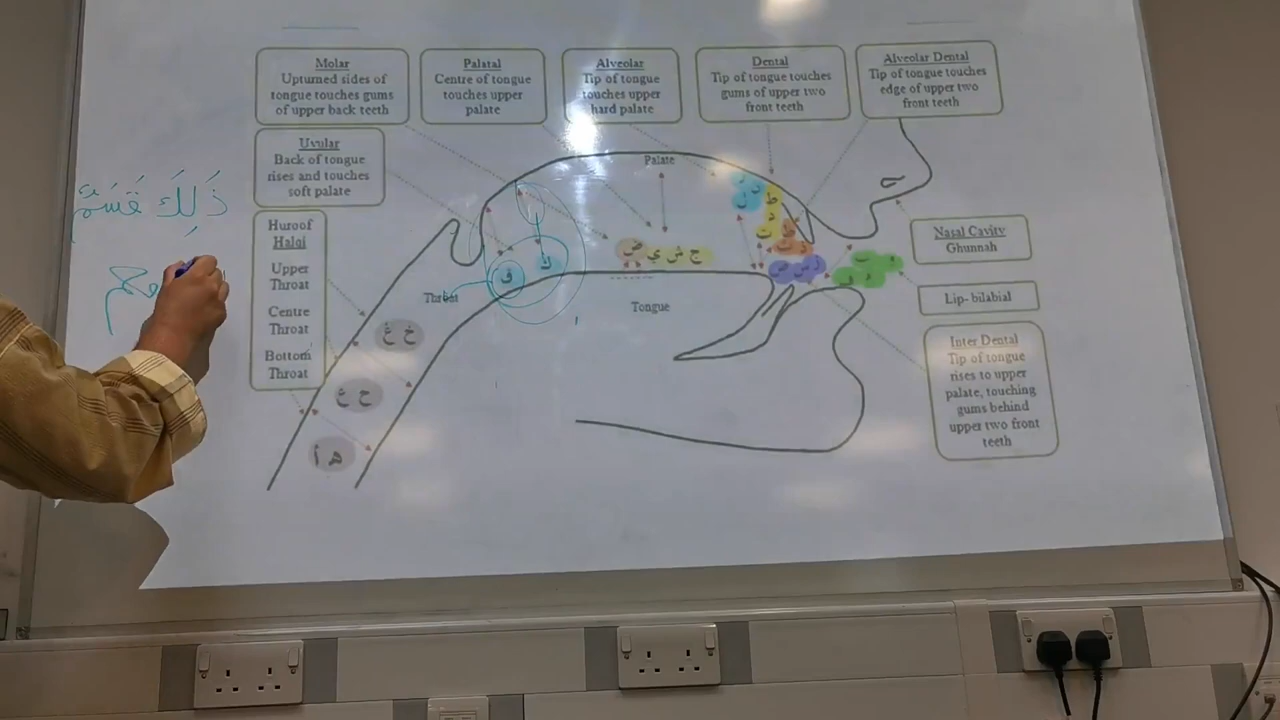 Molar
Upturned sides of
tongue touches gums
of upper back teeth
Palatal
Centre of tongue
touches upper
palate
Alveolar
Tip of tongue
touches upper
hard palate
Dental
Tip of tongue touches
gums of upper two
front teeth
Alveolar Dental
Tip of tongue touches
edge of upper two
front teeth
Uvular
Back of tongue
rises and touches
soft palate
Huroof
Halqi
Upper
Throat
Centre
Throat
Bottom
Throat
ذَلِكَ قَسَمٌ
Palate
ض
ج ش ي
ك
ق
Throat
Tongue
خ غ
ح ع
ه أ
ط
د
ت
Nasal Cavity
Ghunnah
Lip- bilabial
Inter Dental
Tip of tongue
rises to upper
palate, touching
gums behind
upper two front
teeth